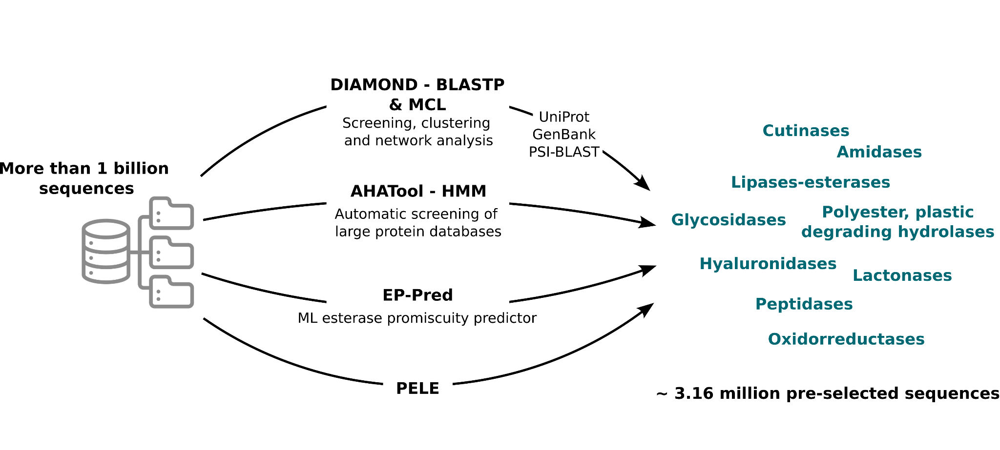 More than 1 billion
sequences
DIAMOND - BLASTP
& MCL
Screening, clustering
and network analysis
UniProt
GenBank
PSI-BLAST
AHATool - HMM
Automatic screening of
large protein databases
EP-Pred
ML esterase promiscuity predictor
PELE
Cutinases
Amidases
Lipases-esterases
Glycosidases
Polyester, plastic
degrading hydrolases
Hyaluronidases
Lactonases
Peptidases
Oxidorreductases
~ 3.16 million pre-selected sequences